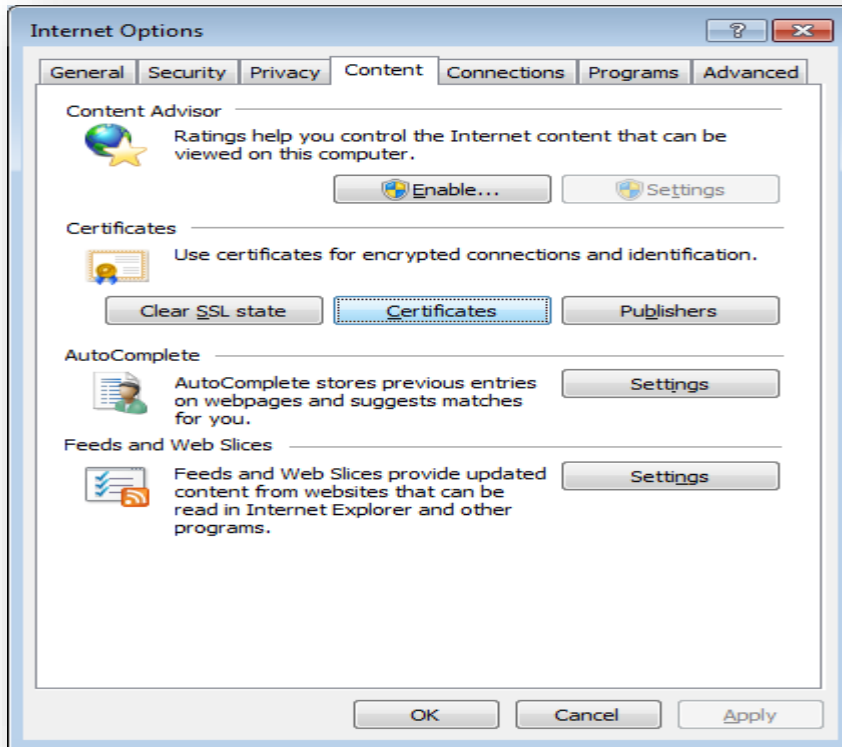 Internet Options
General Security Privacy Content Connections Programs Advanced
Content Advisor
Ratings help you control the Internet content that can be
viewed on this computer.
Enable... Settings
Certificates
Use certificates for encrypted connections and identification.
Clear SSL state Certificates Publishers
AutoComplete
AutoComplete stores previous entries
on webpages and suggests matches
for you.
Settings
Feeds and Web Slices
Feeds and Web Slices provide updated
content from websites that can be
read in Internet Explorer and other
programs.
Settings
OK Cancel Apply